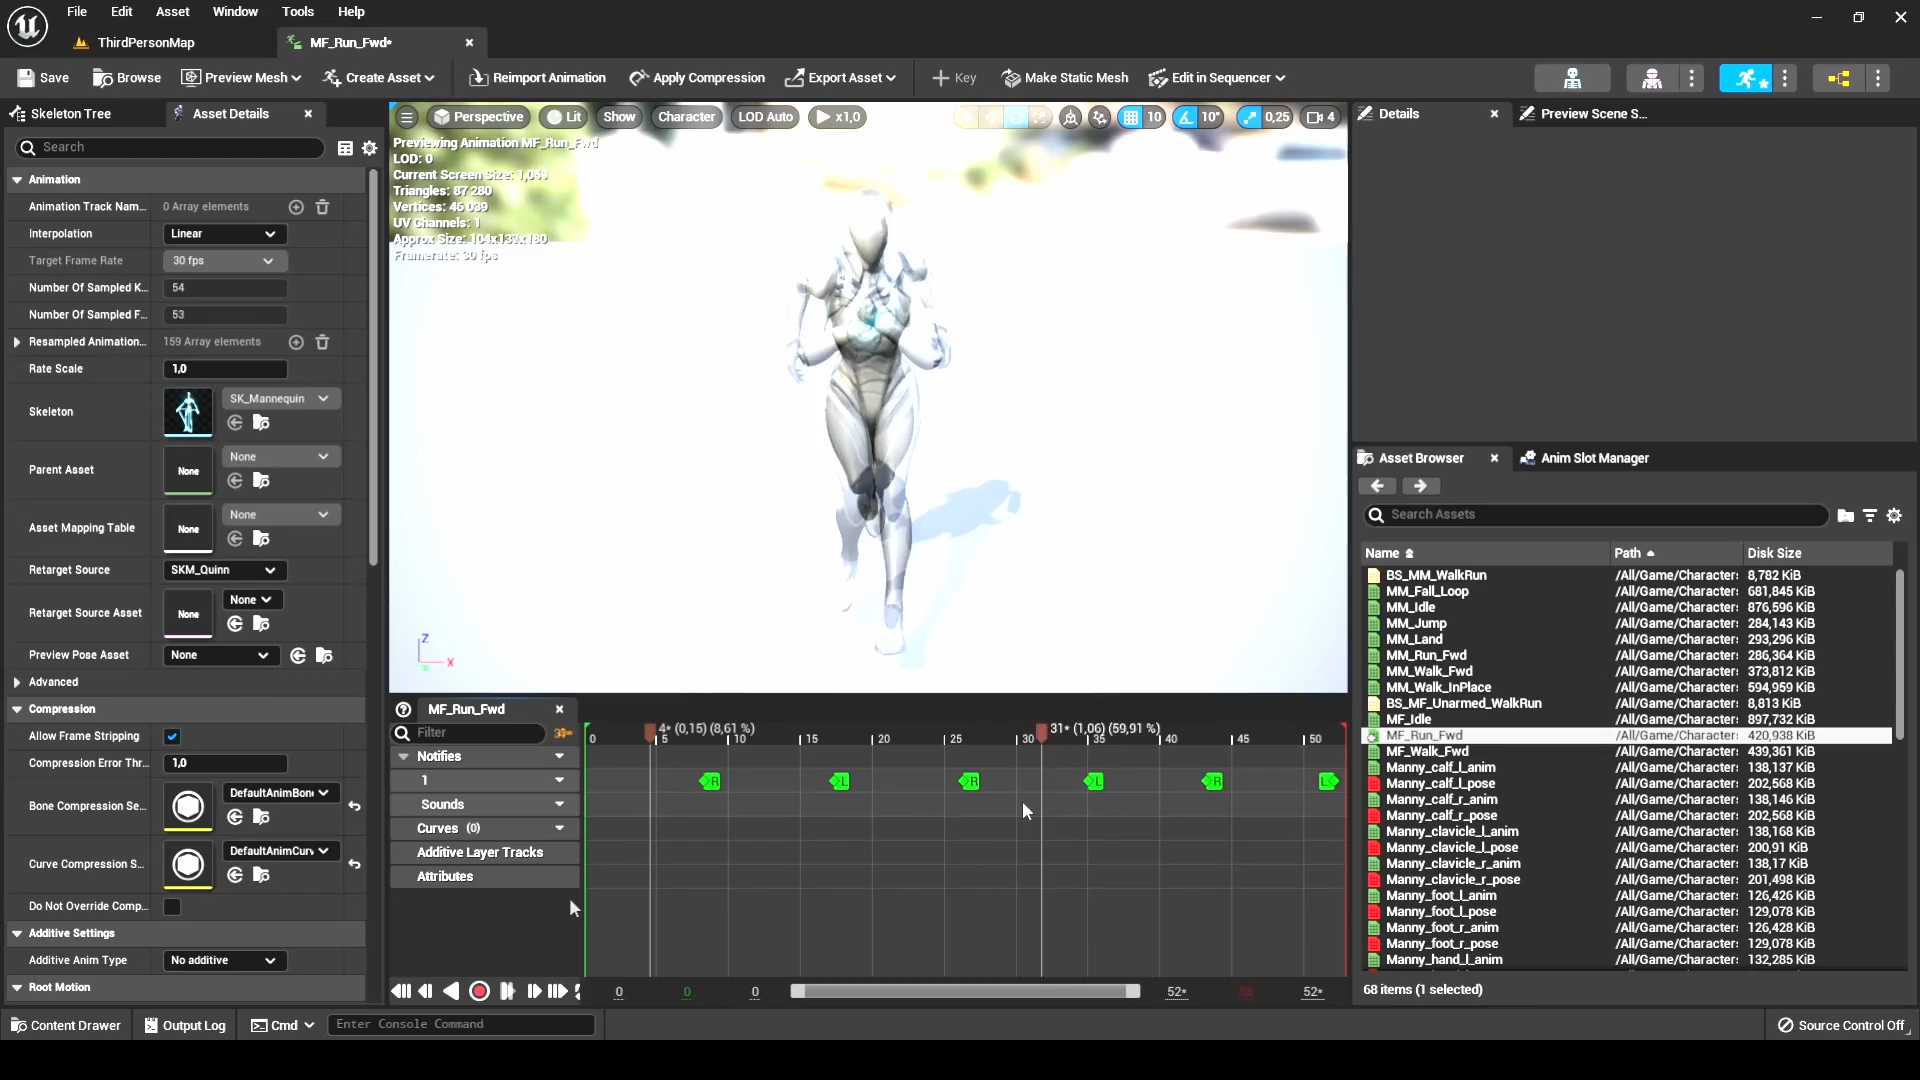 File Edit Asset Window Tools Help
ThirdPersonMap
MF_Run_Fwd*
Save Browse Preview Mesh Create Asset Reimport Animation Apply Compression Export Asset Key Make Static Mesh Edit in Sequencer
Skeleton Tree
Asset Details
Search
Animation
Animation Track Nam... 0 Array elements
Interpolation Linear
Target Frame Rate 30 fps
Number Of Sampled K... 54
Number Of Sampled F... 53
Resampled Animation... 159 Array elements
Rate Scale 1,0
Skeleton SK_Mannequin
Parent Asset None None
Asset Mapping Table None None
Retarget Source SKM_Quinn
Retarget Source Asset None None
Preview Pose Asset None
Advanced
Compression
Allow Frame Stripping
Compression Error Thr... 1,0
Bone Compression Se... DefaultAnimBon
Curve Compression S... DefaultAnimCurv
Do Not Override Comp...
Additive Settings
Additive Anim Type No additive
Root Motion
Perspective Lit Show Character LOD Auto x1,0 10 10° 0,25 4
Previewing Animation MF_Run_Fwd
LOD: 0
Current Screen Size: 1,049
Triangles: 87 280
Vertices: 46 039
UV Channels: 1
Approx Size: 104x139x180
Framerate: 30 fps
Z
X
MF_Run_Fwd
Filter
4* (0,15) (8,61 %) 31* (1,06) (59,91 %)
0 5 10 15 20 25 30 35 40 45 50
Notifies
1 R L R L R L
Sounds
Curves (0)
Additive Layer Tracks
Attributes
0 0 0 52* 52*
Details
Preview Scene S...
Asset Browser
Anim Slot Manager
Search Assets
Name Path Disk Size
BS_MM_WalkRun /All/Game/Character: 8,782 KiB
MM_Fall_Loop /All/Game/Character: 681,845 KiB
MM_Idle /All/Game/Character: 876,596 KiB
MM_Jump /All/Game/Character: 284,143 KiB
MM_Land /All/Game/Character: 293,296 KiB
MM_Run_Fwd /All/Game/Character: 286,364 KiB
MM_Walk_Fwd /All/Game/Character: 373,812 KiB
MM_Walk_InPlace /All/Game/Character: 594,959 KiB
BS_MF_Unarmed_WalkRun /All/Game/Character: 8,813 KiB
MF_Idle /All/Game/Character: 897,732 KiB
MF_Run_Fwd /All/Game/Character: 420,938 KiB
MF_Walk_Fwd /All/Game/Character: 439,361 KiB
Manny_calf_l_anim /All/Game/Character: 138,137 KiB
Manny_calf_l_pose /All/Game/Character: 202,568 KiB
Manny_calf_r_anim /All/Game/Character: 138,146 KiB
Manny_calf_r_pose /All/Game/Character: 202,568 KiB
Manny_clavicle_l_anim /All/Game/Character: 138,168 KiB
Manny_clavicle_l_pose /All/Game/Character: 200,91 KiB
Manny_clavicle_r_anim /All/Game/Character: 138,17 KiB
Manny_clavicle_r_pose /All/Game/Character: 201,498 KiB
Manny_foot_l_anim /All/Game/Character: 126,426 KiB
Manny_foot_l_pose /All/Game/Character: 129,078 KiB
Manny_foot_r_anim /All/Game/Character: 126,428 KiB
Manny_foot_r_pose /All/Game/Character: 129,078 KiB
Manny_hand_l_anim /All/Game/Character: 132,285 KiB
68 items (1 selected)
Content Drawer Output Log Cmd Enter Console Command Source Control Off